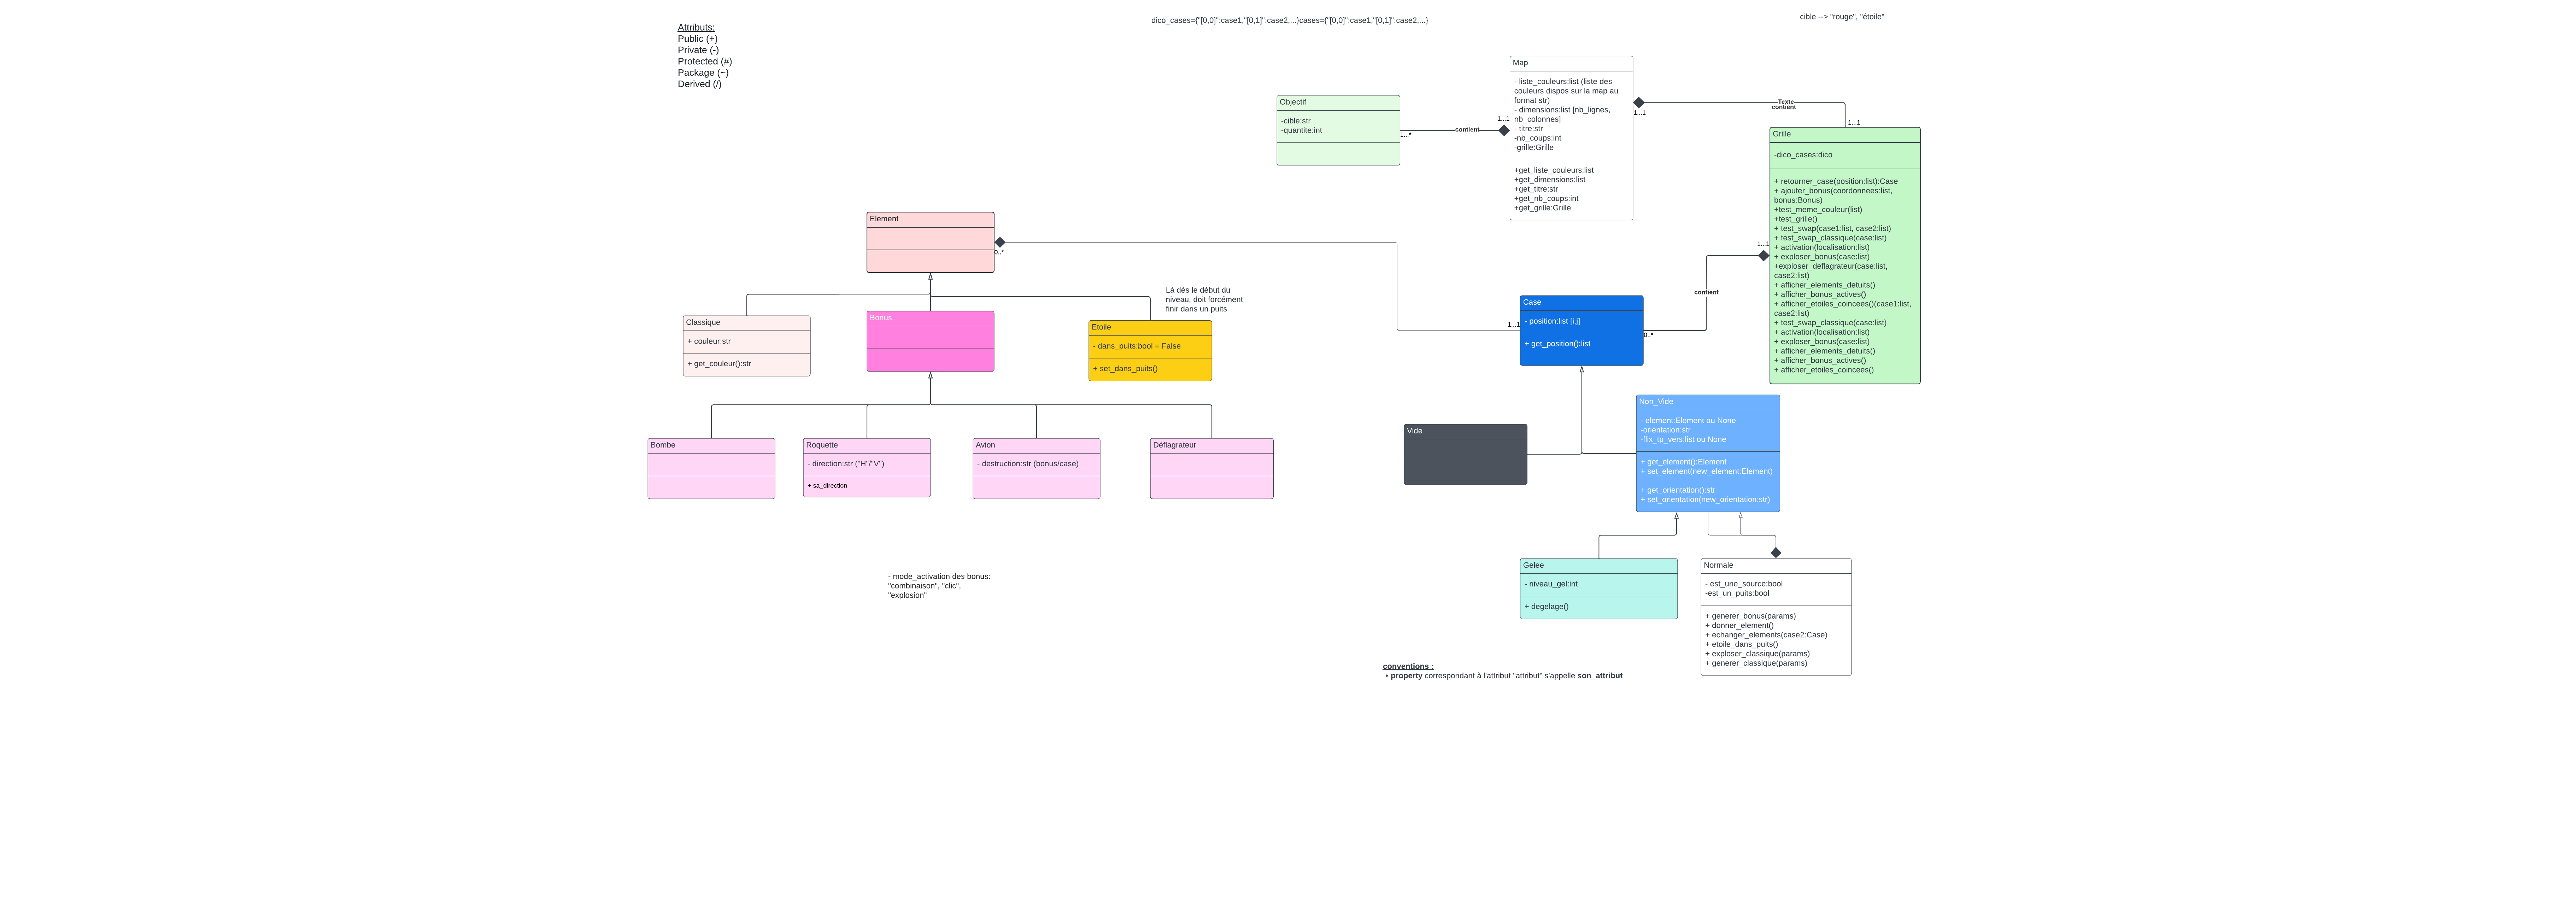 dico_cases={"[0,0]":case1,"[0,1]":case2,...}cases={"[0,0]":case1,"[0,1]":case2,...}
cible --> "rouge", "étoile"
Attributs:
Public (+)
Private (-)
Protected (#)
Package (~)
Derived (/)
Map
- liste_couleurs:list (liste des
couleurs dispos sur la map au
format str)
- dimensions:list [nb_lignes,
nb_colonnes]
- titre:str
-nb_coups:int
-grille:Grille
+get_liste_couleurs:list
+get_dimensions:list
+get_titre:str
+get_nb_coups:int
+get_grille:Grille
Objectif
-cible:str
-quantite:int
1...*
contient
1...1
1...1
Texte
contient
1...1
Grille
-dico_cases:dico
+ retourner_case(position:list):Case
+ ajouter_bonus(coordonnees:list,
bonus:Bonus)
+test_meme_couleur(list)
+test_grille()
+ test_swap(case1:list, case2:list)
+ test_swap_classique(case:list)
+ activation(localisation:list)
+ exploser_bonus(case:list)
+exploser_deflagrateur(case:list,
case2:list)
+ afficher_elements_detuits()
+ afficher_bonus_actives()
+ afficher_etoiles_coincees()(case1:list,
case2:list)
+ test_swap_classique(case:list)
+ activation(localisation:list)
+ exploser_bonus(case:list)
+ afficher_elements_detuits()
+ afficher_bonus_actives()
+ afficher_etoiles_coincees()
1...1
contient
0..*
Element
0..*
1...1
Case
- position:list [i,j]
+ get_position():list
Là dès le début du
niveau, doit forcément
finir dans un puits
Classique
+ couleur:str
+ get_couleur():str
Bonus
Etoile
- dans_puits:bool = False
+ set_dans_puits()
Bombe
Roquette
- direction:str ("H"/"V")
+ sa_direction
Avion
- destruction:str (bonus/case)
Déflagrateur
Vide
Non_Vide
- element:Element ou None
-orientation:str
-flix_tp_vers:list ou None
+ get_element():Element
+ set_element(new_element:Element)
+ get_orientation():str
+ set_orientation(new_orientation:str)
Gelee
- niveau_gel:int
+ degelage()
Normale
- est_une_source:bool
-est_un_puits:bool
+ generer_bonus(params)
+ donner_element()
+ echanger_elements(case2:Case)
+ etoile_dans_puits()
+ exploser_classique(params)
+ generer_classique(params)
- mode_activation des bonus:
"combinaison", "clic",
"explosion"
conventions :
• property correspondant à l'attribut "attribut" s'appelle son_attribut